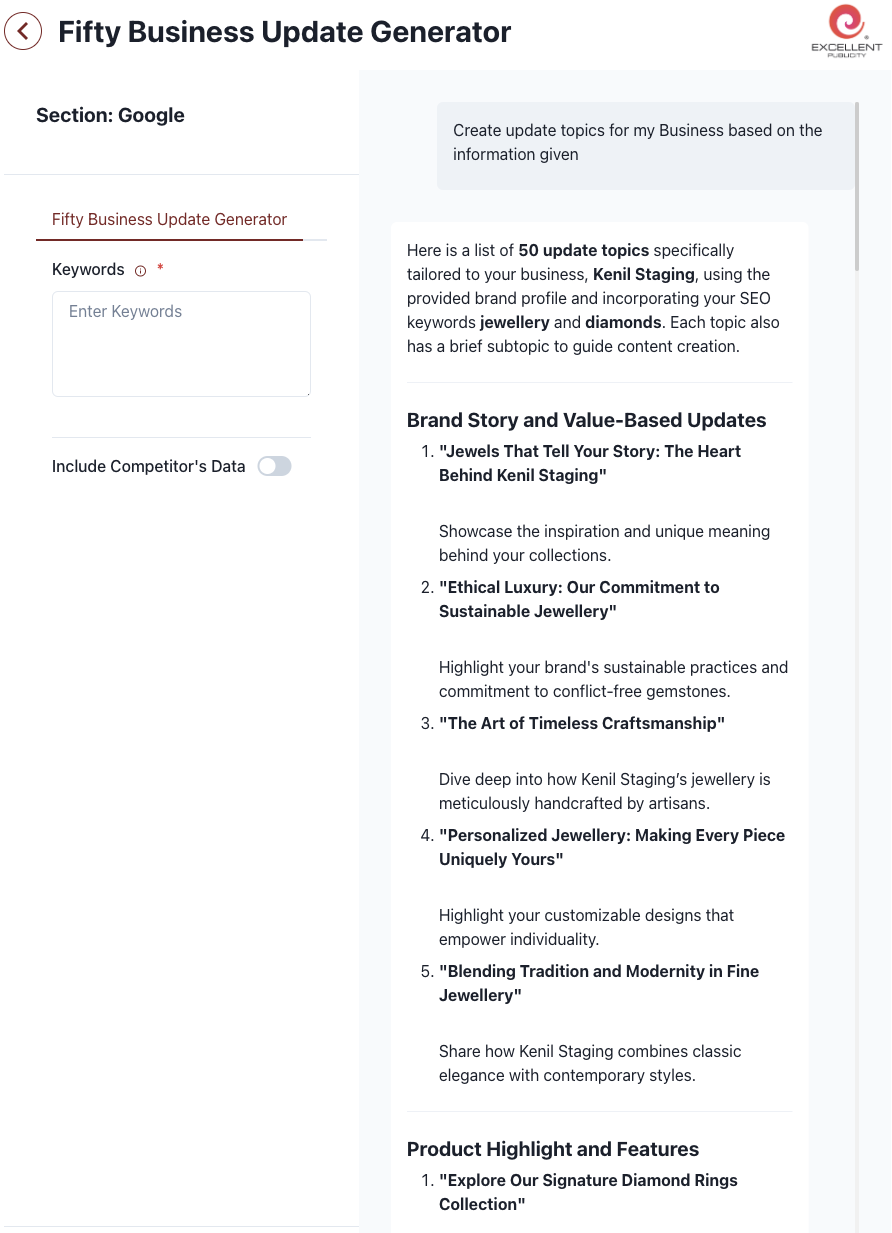 Fifty Business Update Generator
EXCELLENT
PUBLICITY
Section: Google
Fifty Business Update Generator
Keywords *
Enter Keywords
Include Competitor's Data
Create update topics for my Business based on the
information given
Here is a list of 50 update topics specifically
tailored to your business, Kenil Staging, using the
provided brand profile and incorporating your SEO
keywords jewellery and diamonds. Each topic also
has a brief subtopic to guide content creation.
Brand Story and Value-Based Updates
1. "Jewels That Tell Your Story: The Heart
Behind Kenil Staging"
Showcase the inspiration and unique meaning
behind your collections.
2. "Ethical Luxury: Our Commitment to
Sustainable Jewellery"
Highlight your brand's sustainable practices and
commitment to conflict-free gemstones.
3. "The Art of Timeless Craftsmanship"
Dive deep into how Kenil Staging’s jewellery is
meticulously handcrafted by artisans.
4. "Personalized Jewellery: Making Every Piece
Uniquely Yours"
Highlight your customizable designs that
empower individuality.
5. "Blending Tradition and Modernity in Fine
Jewellery"
Share how Kenil Staging combines classic
elegance with contemporary styles.
Product Highlight and Features
1. "Explore Our Signature Diamond Rings
Collection"